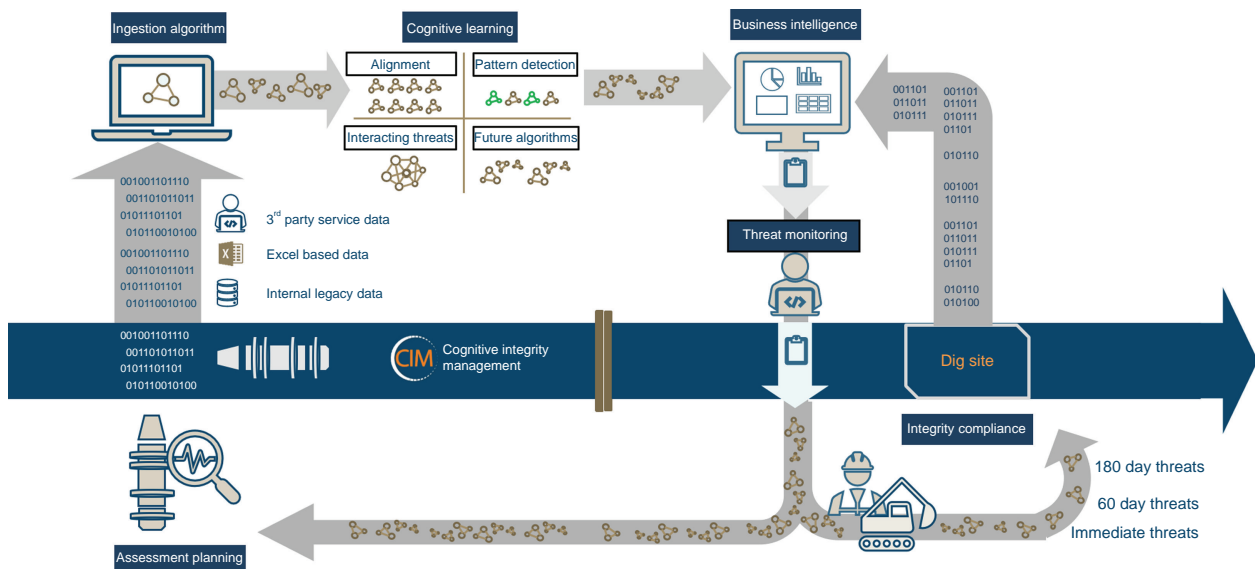 Ingestion algorithm
Cognitive learning
Business intelligence
Alignment
Pattern detection
Interacting threats
Future algorithms
001001101110
001101011011
01011101101
010110010100
001001101110
001101011011
01011101101
010110010100
3rd party service data
Excel based data
Internal legacy data
001101
011011
010111
001101
011011
010111
01101
010110
001001
101110
001101
011011
010111
01101
010110
010100
Threat monitoring
001001101110
001101011011
01011101101
010110010100
CIM
Cognitive integrity
management
Dig site
Integrity compliance
180 day threats
60 day threats
Immediate threats
Assessment planning